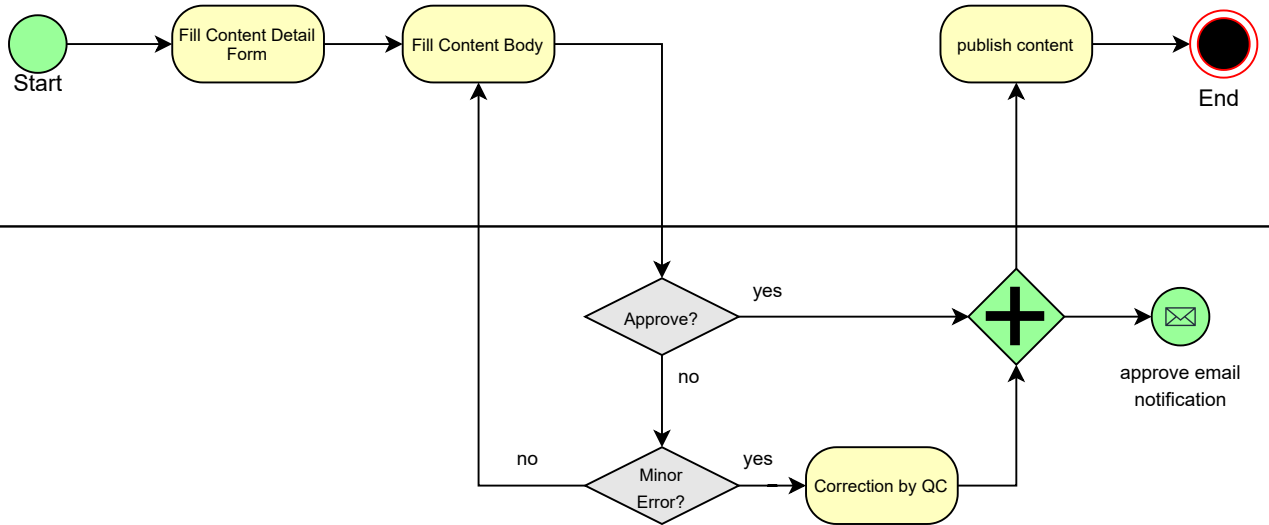 Start
Fill Content Detail
Form
Fill Content Body
publish content
End
Approve?
yes
no
approve email
notification
no
Minor
Error?
yes
Correction by QC